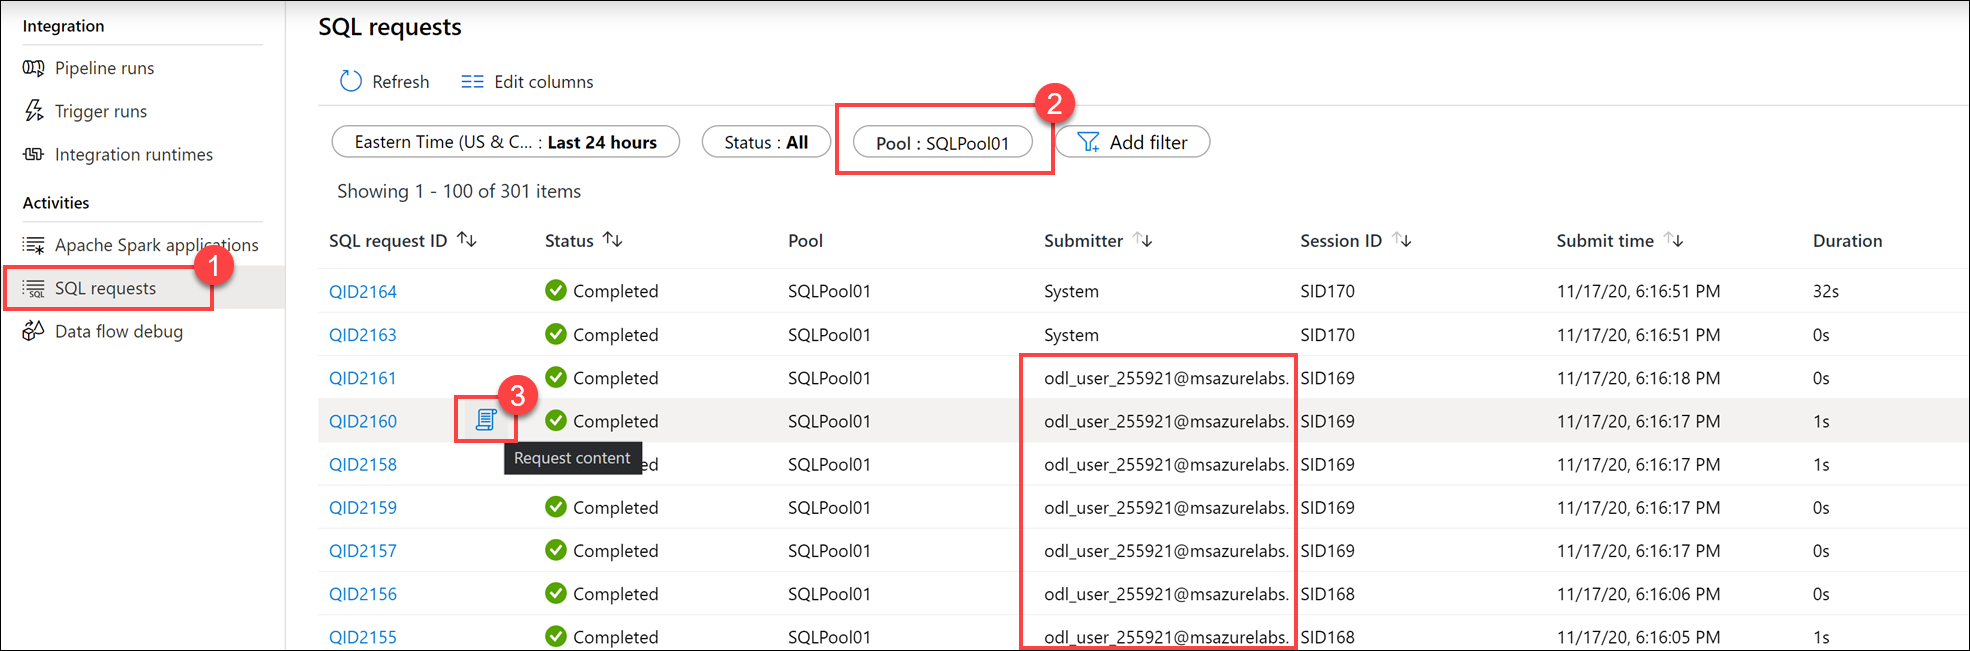 Integration
Pipeline runs
Trigger runs
Integration runtimes
Activities
Apache Spark applications
1
SQL requests
Data flow debug
SQL requests
Refresh Edit columns
2
Eastern Time (US & C... : Last 24 hours Status : All Pool : SQLPool01 Add filter
Showing 1 - 100 of 301 items
SQL request ID Status Pool Submitter Session ID Submit time Duration
QID2164 Completed SQLPool01 System SID170 11/17/20, 6:16:51 PM 32s
QID2163 Completed SQLPool01 System SID170 11/17/20, 6:16:51 PM 0s
QID2161 Completed SQLPool01 odl_user_255921@msazurelabs. SID169 11/17/20, 6:16:18 PM 0s
3
QID2160 Completed SQLPool01 odl_user_255921@msazurelabs. SID169 11/17/20, 6:16:17 PM 1s
Request content
QID2158 ed SQLPool01 odl_user_255921@msazurelabs. SID169 11/17/20, 6:16:17 PM 1s
QID2159 Completed SQLPool01 odl_user_255921@msazurelabs. SID169 11/17/20, 6:16:17 PM 0s
QID2157 Completed SQLPool01 odl_user_255921@msazurelabs. SID169 11/17/20, 6:16:17 PM 0s
QID2156 Completed SQLPool01 odl_user_255921@msazurelabs. SID168 11/17/20, 6:16:06 PM 0s
QID2155 Completed SQLPool01 odl_user_255921@msazurelabs. SID168 11/17/20, 6:16:05 PM 1s